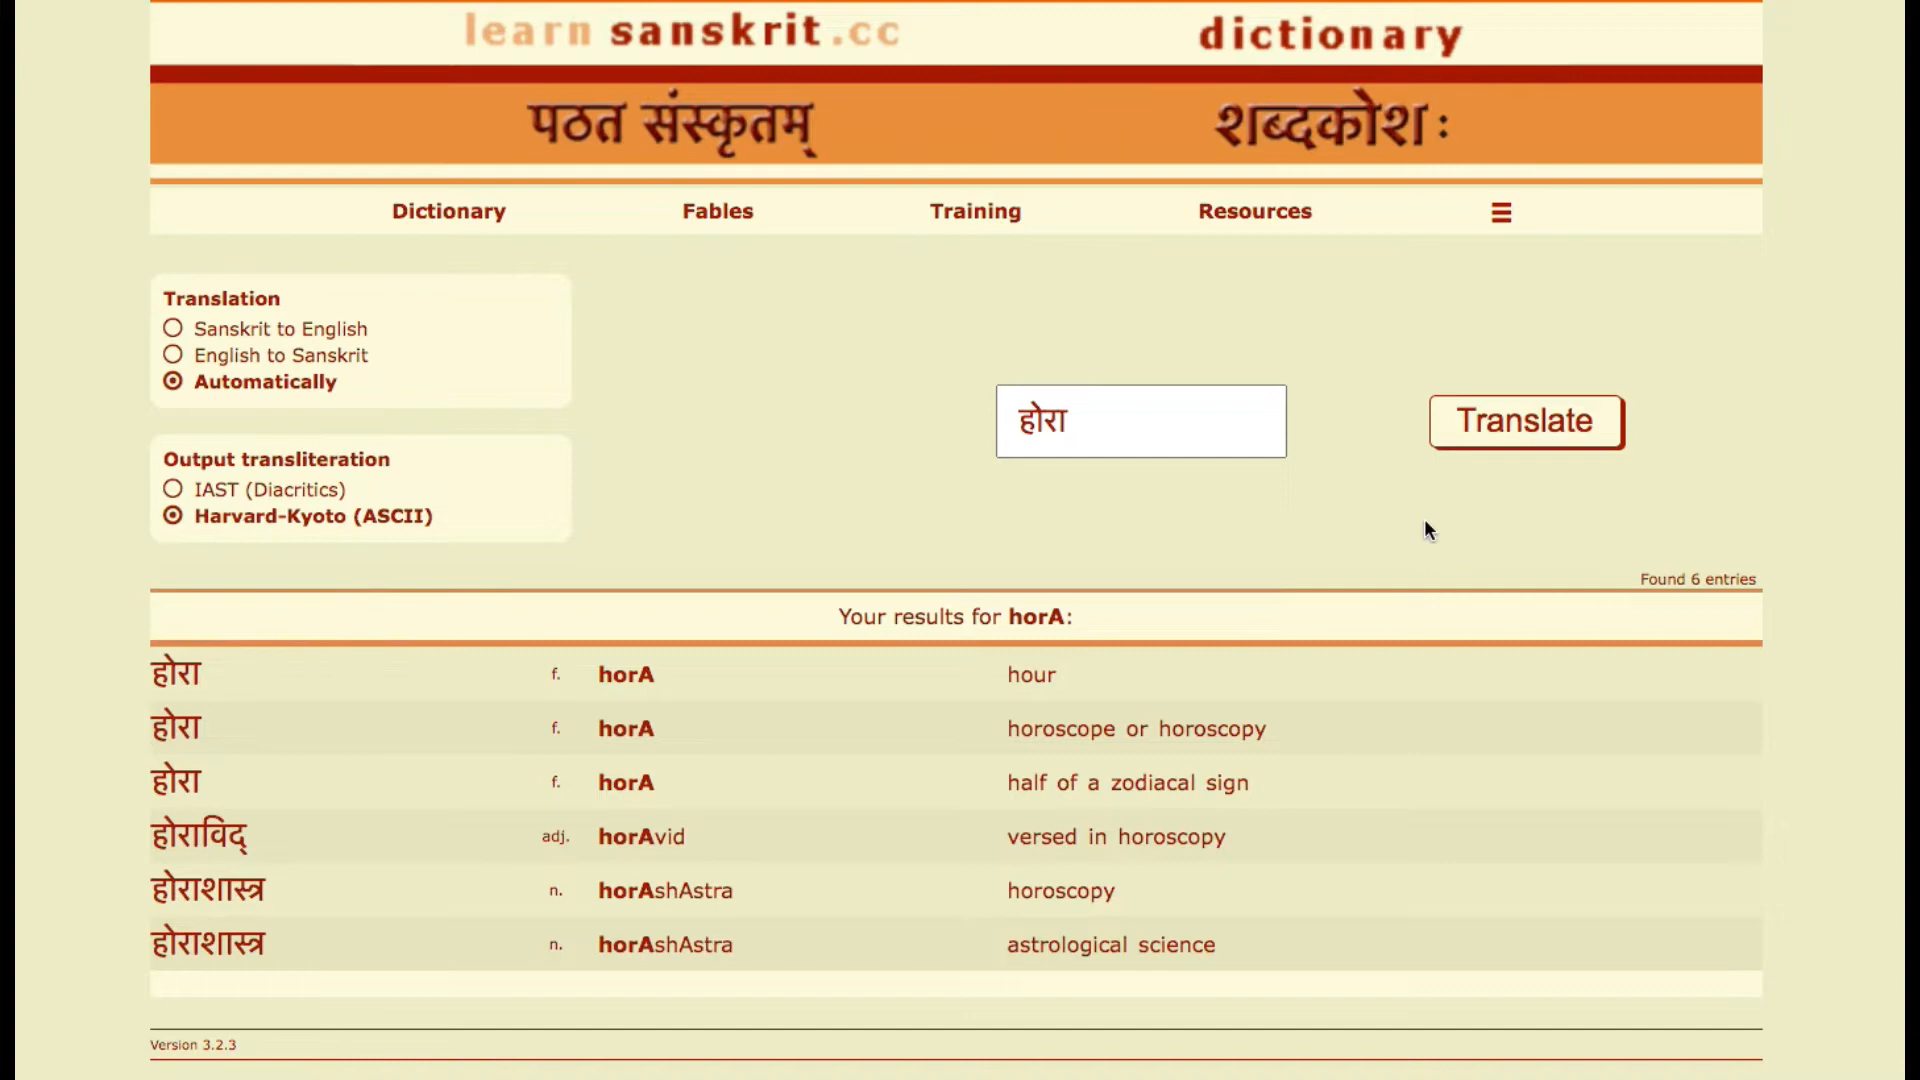 learn sanskrit.cc dictionary
पठत संस्कृतम् शब्दकोशः
Dictionary Fables Training Resources
Translation
Sanskrit to English
English to Sanskrit
Automatically
होरा Translate
Output transliteration
IAST (Diacritics)
Harvard-Kyoto (ASCII)
Found 6 entries
Your results for horA:
होरा f. horA hour
होरा f. horA horoscope or horoscopy
होरा f. horA half of a zodiacal sign
होराविद् adj. horAvid versed in horoscopy
होराशास्त्र n. horAshAstra horoscopy
होराशास्त्र n. horAshAstra astrological science
Version 3.2.3